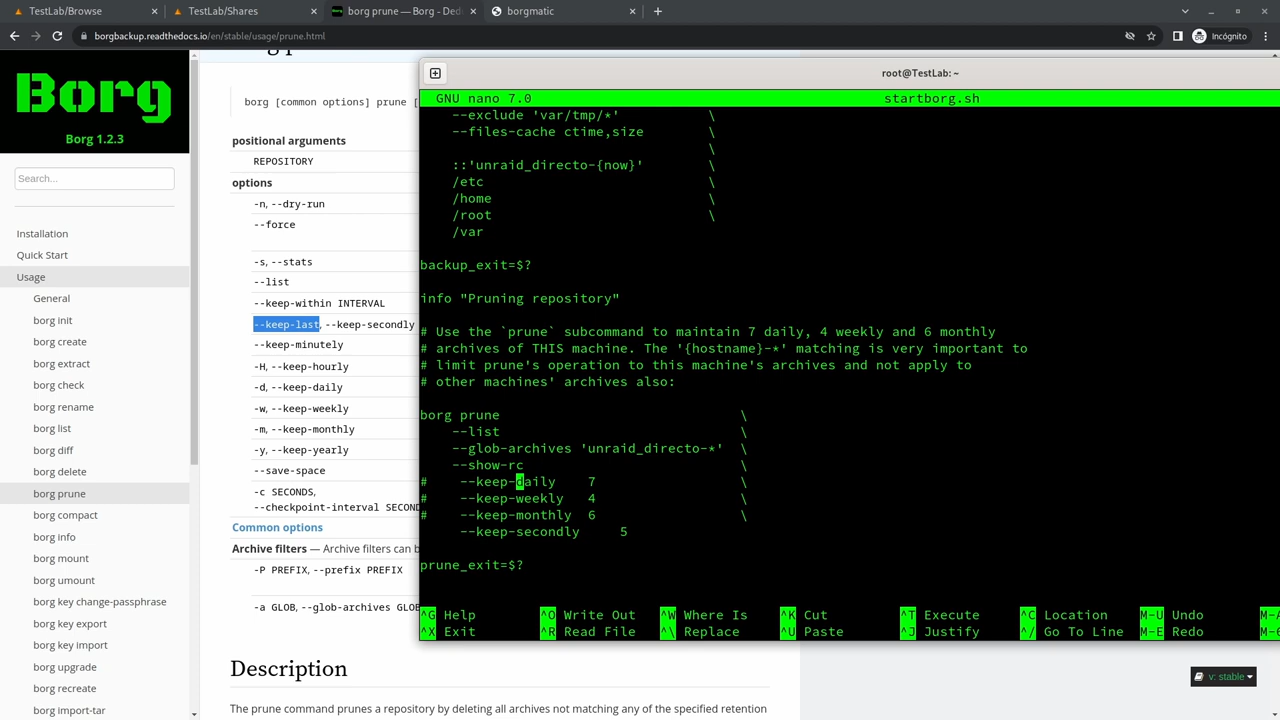 TestLab/Browse
TestLab/Shares
borg prune — Borg - Ded
borgmatic
borgbackup.readthedocs.io/en/stable/usage/prune.html
Incógnito
Borg
Borg 1.2.3
Search...
Installation
Quick Start
Usage
General
borg init
borg create
borg extract
borg check
borg rename
borg list
borg diff
borg delete
borg prune
borg compact
borg info
borg mount
borg umount
borg key change-passphrase
borg key export
borg key import
borg upgrade
borg recreate
borg import-tar
borg [common options] prune [
positional arguments
REPOSITORY
options
-n, --dry-run
--force
-s, --stats
--list
--keep-within INTERVAL
--keep-last, --keep-secondly
--keep-minutely
-H, --keep-hourly
-d, --keep-daily
-w, --keep-weekly
-m, --keep-monthly
-y, --keep-yearly
--save-space
-c SECONDS,
--checkpoint-interval SECOND
Common options
Archive filters — Archive filters can b
-P PREFIX, --prefix PREFIX
-a GLOB, --glob-archives GLOB
Description
The prune command prunes a repository by deleting all archives not matching any of the specified retention
root@TestLab: ~
GNU nano 7.0 startborg.sh
--exclude 'var/tmp/*' \
--files-cache ctime,size \
\
::'unraid_directo-{now}' \
/etc \
/home \
/root \
/var
backup_exit=$?
info "Pruning repository"
# Use the `prune` subcommand to maintain 7 daily, 4 weekly and 6 monthly
# archives of THIS machine. The '{hostname}-*' matching is very important to
# limit prune's operation to this machine's archives and not apply to
# other machines' archives also:
borg prune \
--list \
--glob-archives 'unraid_directo-*' \
--show-rc \
# --keep-daily 7 \
# --keep-weekly 4 \
# --keep-monthly 6 \
--keep-secondly 5
prune_exit=$?
^G Help ^O Write Out ^W Where Is ^K Cut ^T Execute ^C Location M-U Undo M-A
^X Exit ^R Read File ^\ Replace ^U Paste ^J Justify ^/ Go To Line M-E Redo M-6
v: stable